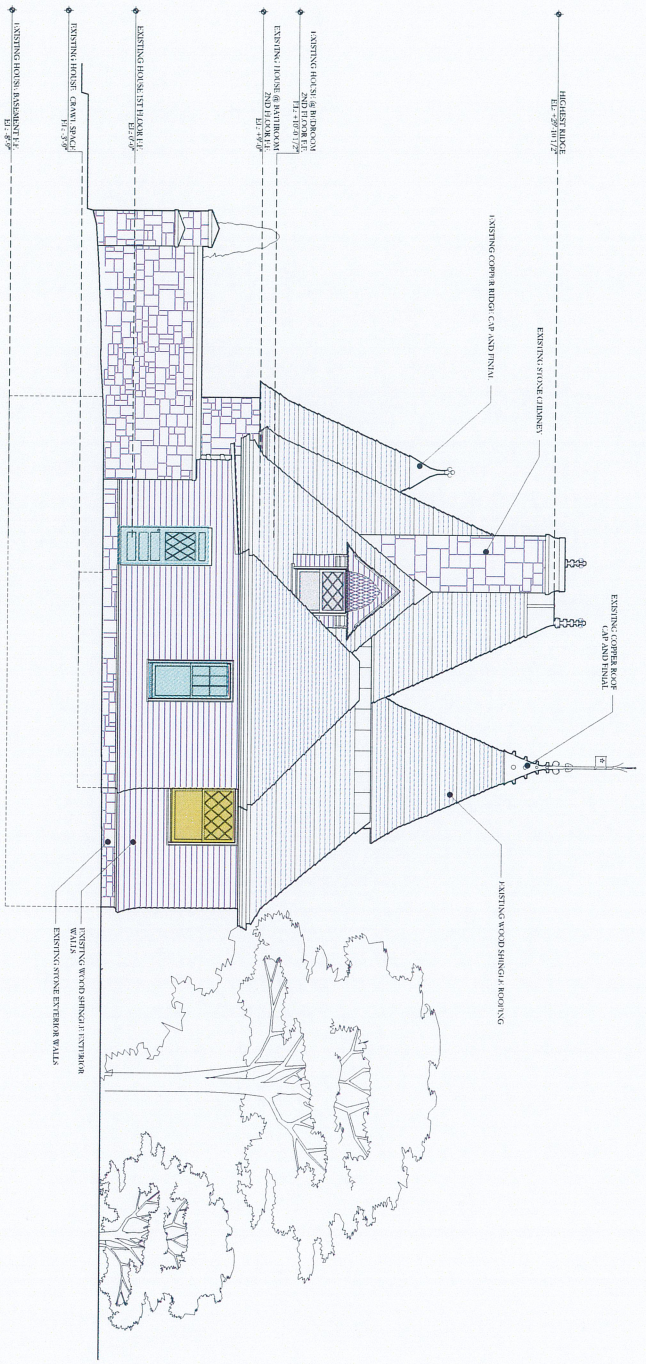 HIGHEST RIDGE
EL: +29'-10 1/2"
EXISTING HOUSE @ BEDROOM
2ND FLOOR F.F.
EL: +10'-0 1/2"
EXISTING HOUSE @ BATHROOM
2ND FLOOR F.F.
EL: +9'-0"
EXISTING HOUSE 1ST FLOOR F.F.
EL: 0'-0"
EXISTING HOUSE CRAWL SPACE
EL: -3'-9"
EXISTING HOUSE BASEMENT F.F.
EL: -8'-9"
EXISTING COPPER RIDGE CAP AND FINIAL
EXISTING STONE CHIMNEY
EXISTING COPPER ROOF
CAP AND FINIAL
EXISTING WOOD SHINGLE ROOFING
EXISTING WOOD SHINGLE EXTERIOR
WALLS
EXISTING STONE EXTERIOR WALLS